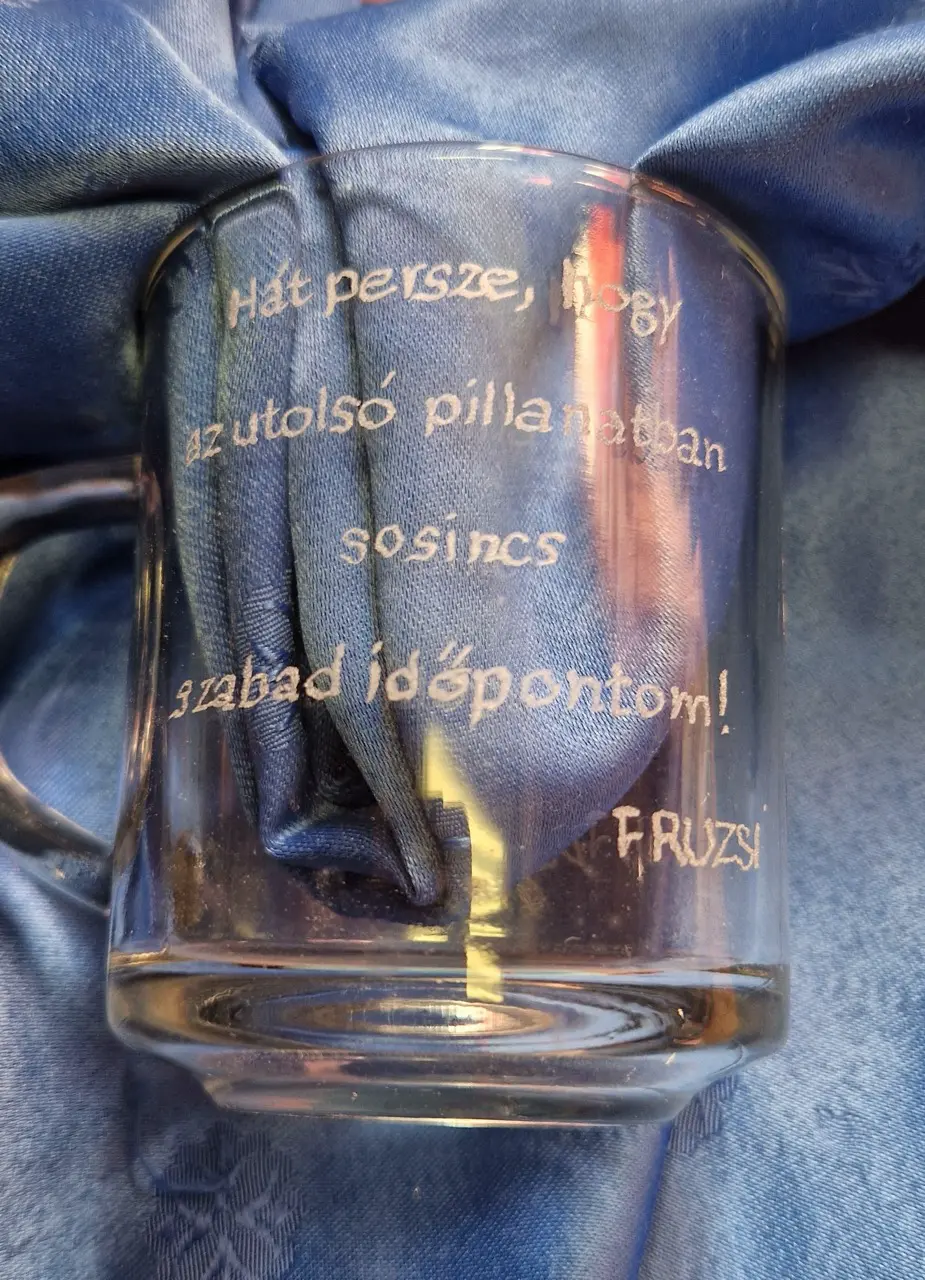 Hát persze, hogy
az utolsó pillanatban
sosincs
szabad időpontom!
FRUZSI